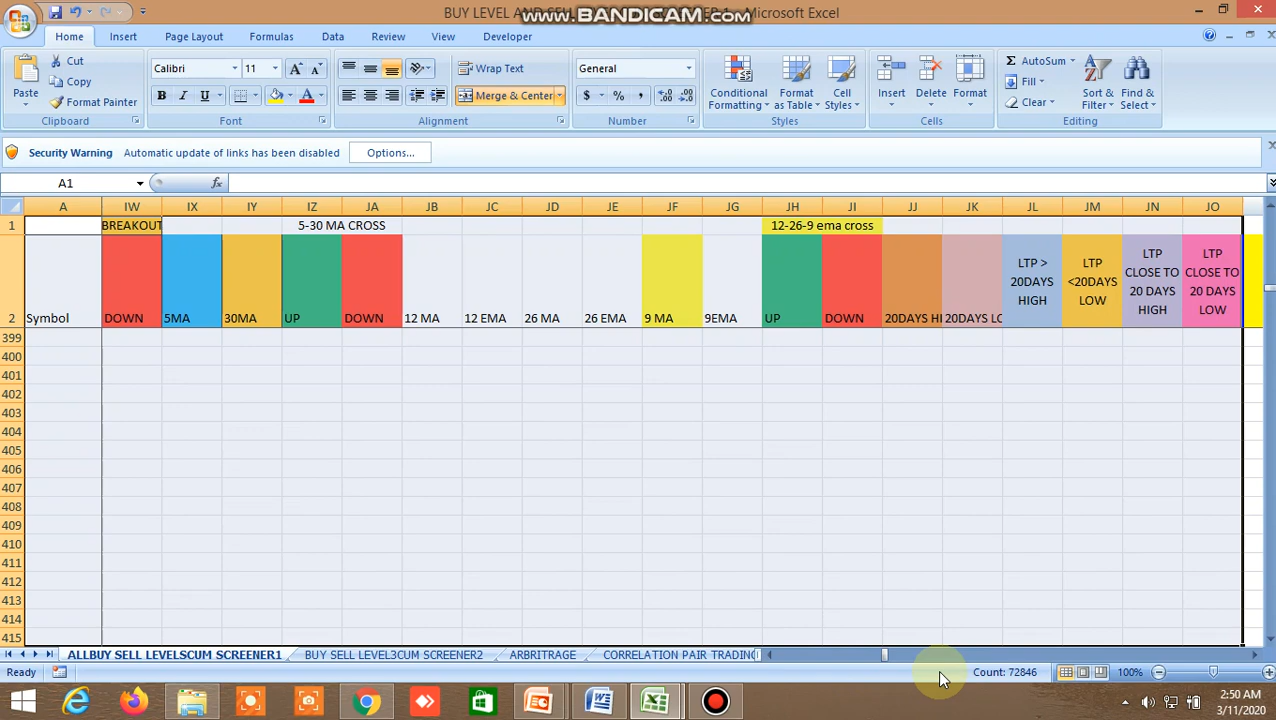 BUY LEVEL AND
www.BANDICAM.com
- Microsoft Excel
Home Insert Page Layout Formulas Data Review View Developer
Paste
Cut
Copy
Format Painter
Clipboard
Calibri 11
Font
Wrap Text
Merge & Center
Alignment
General
Number
Conditional Formatting
Format as Table
Cell Styles
Styles
Insert
Delete
Format
Cells
AutoSum
Fill
Clear
Sort & Filter
Find & Select
Editing
Security Warning Automatic update of links has been disabled Options...
A1 fx
A IW IX IY IZ JA JB JC JD JE JF JG JH JI JJ JK JL JM JN JO
1 BREAKOUT 5-30 MA CROSS 12-26-9 ema cross
2 Symbol DOWN 5MA 30MA UP DOWN 12 MA 12 EMA 26 MA 26 EMA 9 MA 9EMA UP DOWN 20DAYS HI 20DAYS LO
LTP > 20DAYS HIGH
LTP <20DAYS LOW
LTP CLOSE TO 20 DAYS HIGH
LTP CLOSE TO 20 DAYS LOW
399
400
401
402
403
404
405
406
407
408
409
410
411
412
413
414
415
ALLBUY SELL LEVELSCUM SCREENER1 BUY SELL LEVEL3CUM SCREENER2 ARBITRAGE CORRELATION PAIR TRADING
Ready Count: 72846 100%
2:50 AM
3/11/2020